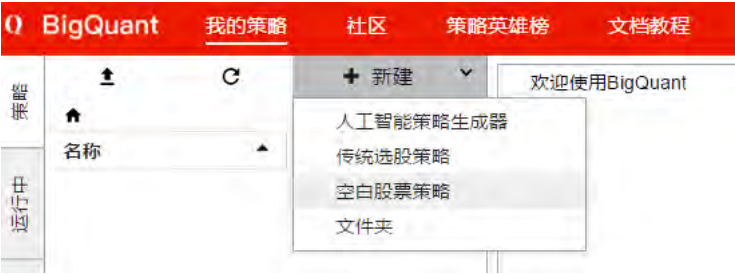 BigQuant 我的策略 社区 策略英雄榜 文档教程
策略
运行中
新建
欢迎使用BigQuant
名称
人工智能策略生成器
传统选股策略
空白股票策略
文件夹